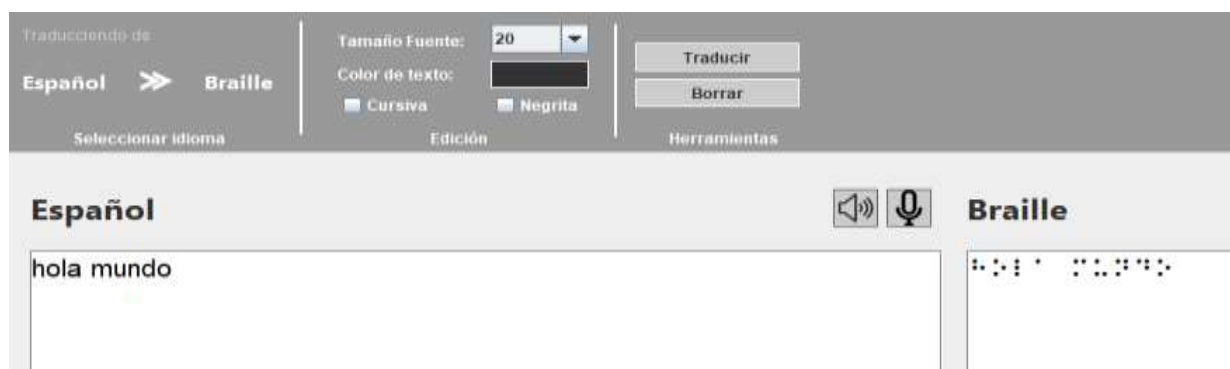 Traducciendo de:
Español >> Braille
Seleccionar idioma
Tamaño Fuente: 20
Color de texto:
Cursiva Negrita
Edición
Traducir
Borrar
Herramientas
Español
hola mundo
Braille
⠓⠕⠇⠁ ⠍⠥⠝⠙⠕